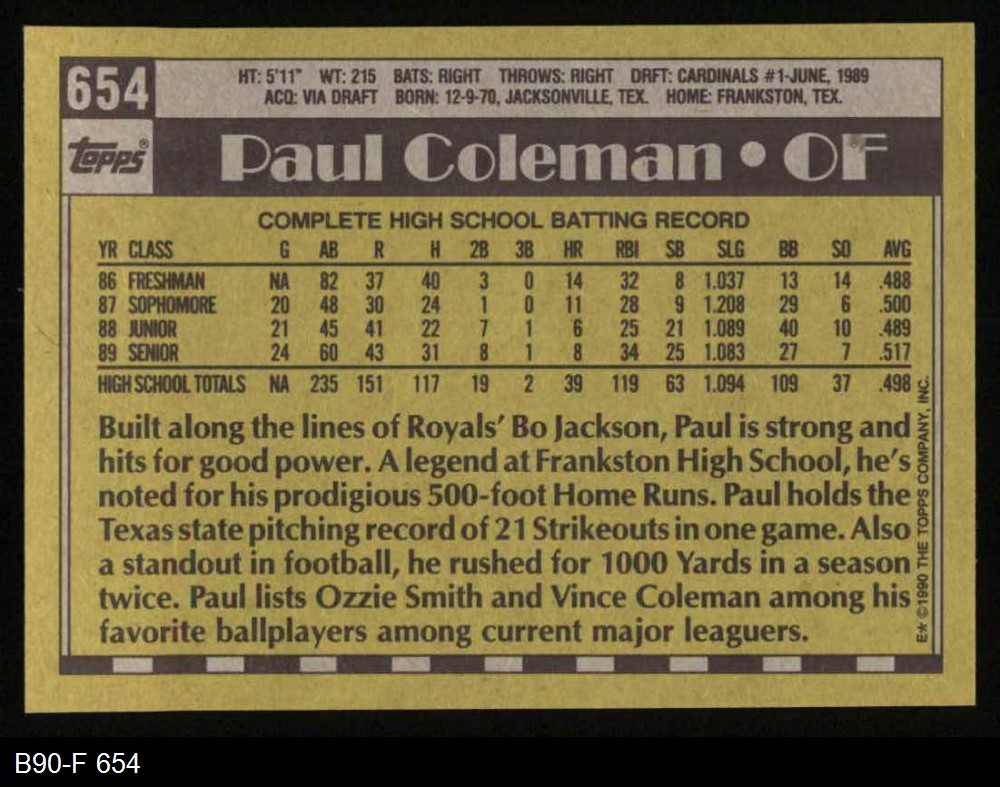 654
HT: 5'11" WT: 215 BATS: RIGHT THROWS: RIGHT DRFT: CARDINALS #1-JUNE, 1989
ACQ: VIA DRAFT BORN: 12-9-70, JACKSONVILLE, TEX. HOME: FRANKSTON, TEX.
topps®
Paul Coleman • OF
COMPLETE HIGH SCHOOL BATTING RECORD
YR CLASS G AB R H 2B 3B HR RBI SB SLG BB SO AVG
86 FRESHMAN NA 82 37 40 3 0 14 32 8 1.037 13 14 .488
87 SOPHOMORE 20 48 30 24 1 0 11 28 9 1.208 29 6 .500
88 JUNIOR 21 45 41 22 7 1 6 25 21 1.089 40 10 .489
89 SENIOR 24 60 43 31 8 1 8 34 25 1.083 27 7 .517
HIGH SCHOOL TOTALS NA 235 151 117 19 2 39 119 63 1.094 109 37 .498
Built along the lines of Royals' Bo Jackson, Paul is strong and
hits for good power. A legend at Frankston High School, he's
noted for his prodigious 500-foot Home Runs. Paul holds the
Texas state pitching record of 21 Strikeouts in one game. Also
a standout in football, he rushed for 1000 Yards in a season
twice. Paul lists Ozzie Smith and Vince Coleman among his
favorite ballplayers among current major leaguers.
E* ©1990 THE TOPPS COMPANY, INC.
B90-F 654